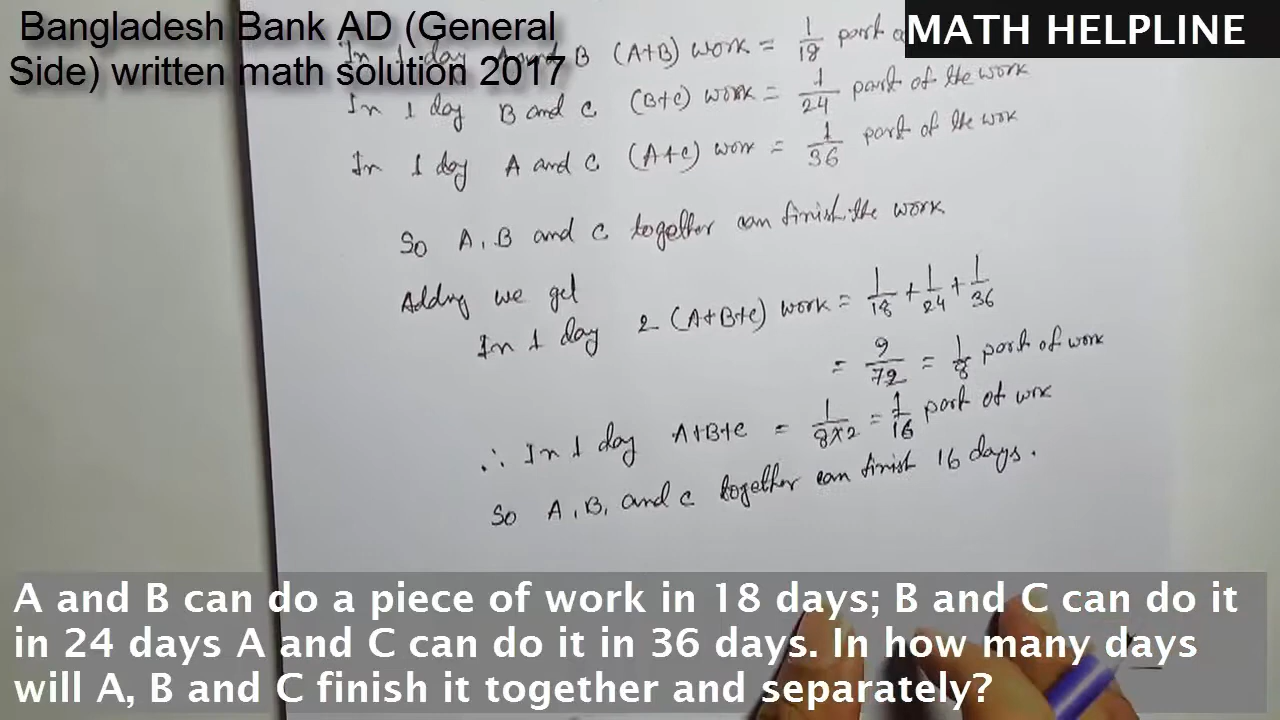 Bangladesh Bank AD (General
Side) written math solution 2017
MATH HELPLINE
In 1 day A and B (A+B) work = 1/18 part
In 1 day B and C (B+C) work = 1/24 part of the work
In 1 day A and C (A+C) work = 1/36 part of the work
So A, B and C together can finish the work
Adding we get
In 1 day 2 (A+B+C) work = 1/18 + 1/24 + 1/36
= 9/72 = 1/8 part of work
∴ In 1 day A+B+C = 1/8×2 = 1/16 part of work
So A, B, and C together can finish 16 days.
A and B can do a piece of work in 18 days; B and C can do it
in 24 days A and C can do it in 36 days. In how many days
will A, B and C finish it together and separately?